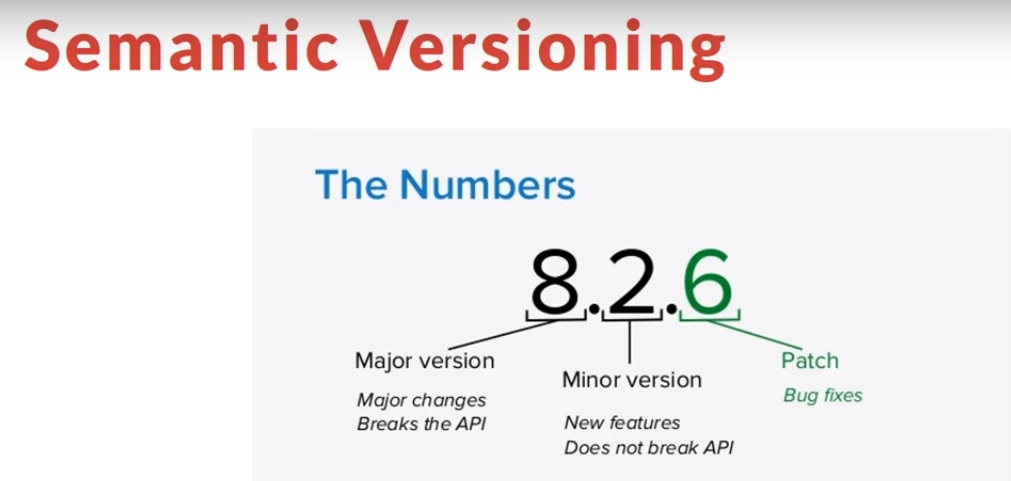 Semantic Versioning
The Numbers
8.2.6
Major version
Major changes
Breaks the API
Minor version
New features
Does not break API
Patch
Bug fixes